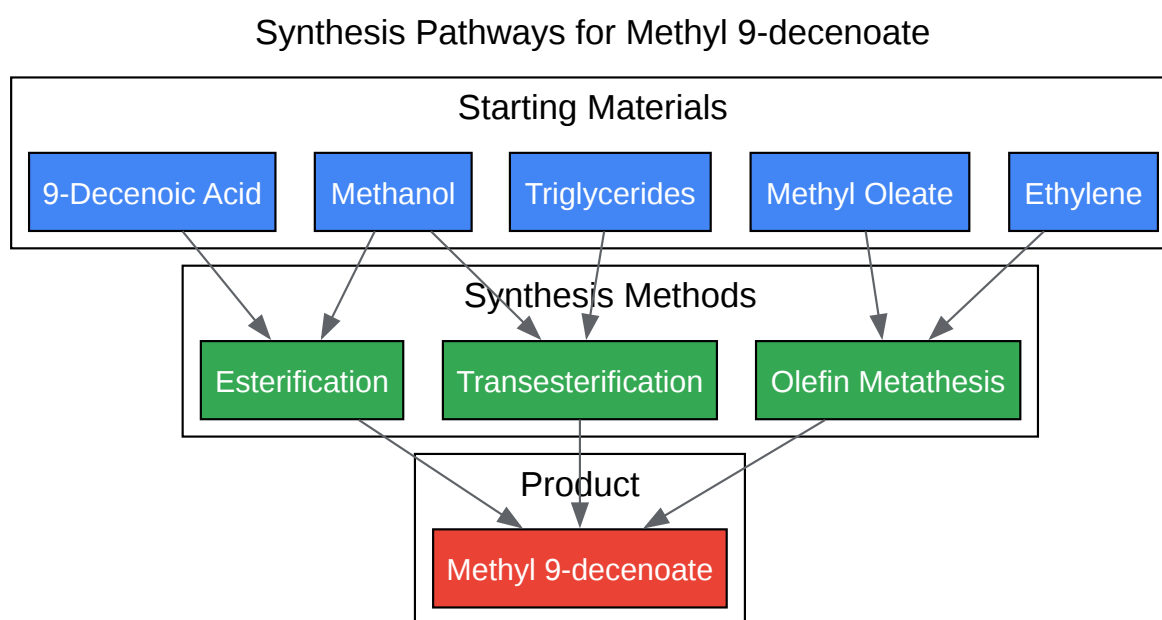 Synthesis Pathways for Methyl 9-decenoate
Starting Materials
9-Decenoic Acid
Methanol
Triglycerides
Methyl Oleate
Ethylene
Synthesis Methods
Esterification
Transesterification
Olefin Metathesis
Product
Methyl 9-decenoate